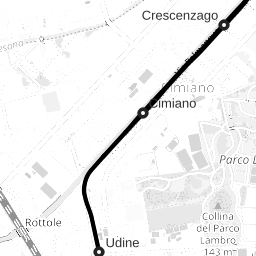 Crescenzago
Cimiano
Cimiano
Parco L
Rottole
Collina
del Parco
Lambro
143 m
Udine